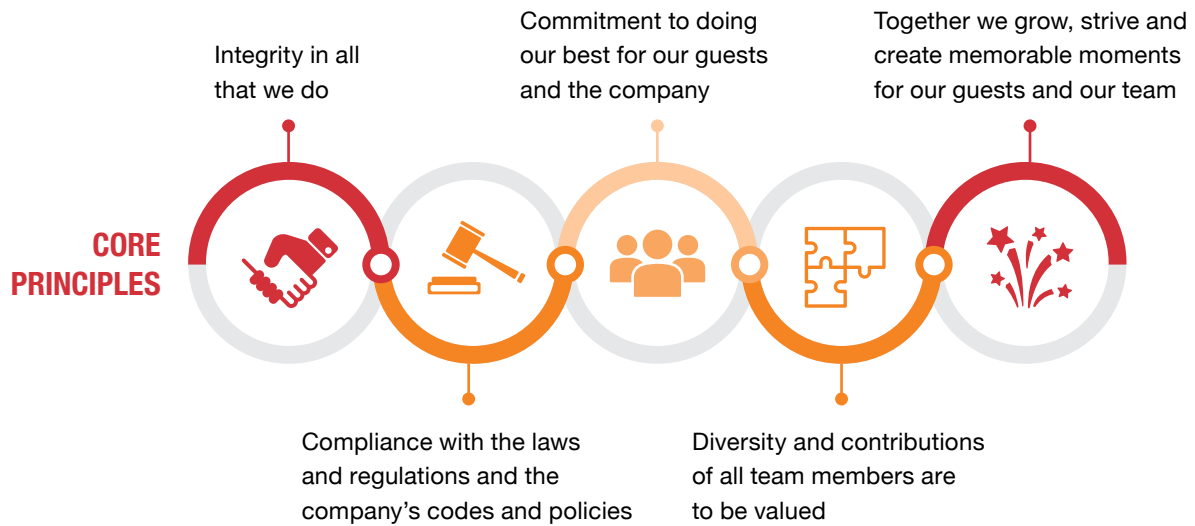 CORE
PRINCIPLES
Integrity in all
that we do
Compliance with the laws
and regulations and the
company’s codes and policies
Commitment to doing
our best for our guests
and the company
Diversity and contributions
of all team members are
to be valued
Together we grow, strive and
create memorable moments
for our guests and our team